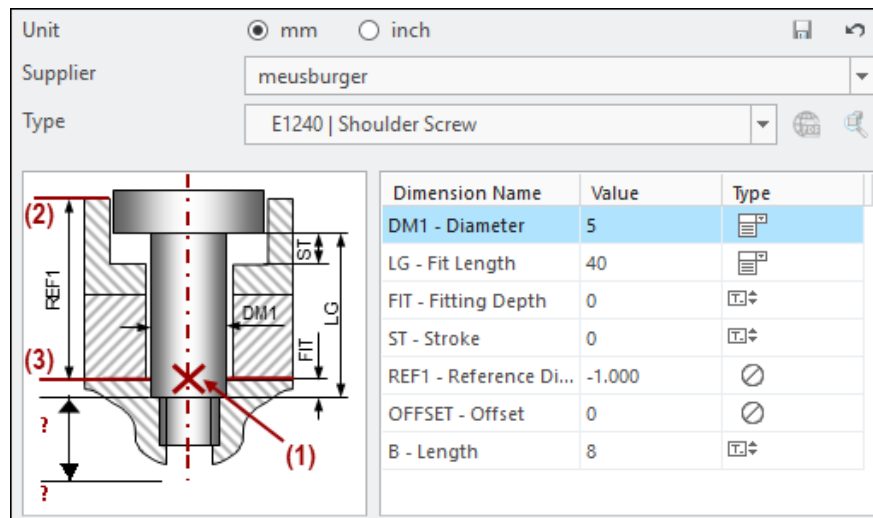 Unit mm inch
Supplier meusburger
Type E1240 | Shoulder Screw
Dimension Name Value Type
DM1 - Diameter 5
LG - Fit Length 40
FIT - Fitting Depth 0
ST - Stroke 0
REF1 - Reference Di... -1.000
OFFSET - Offset 0
B - Length 8
(2)
ST
REF1
DM1
LG
FIT
(3)
?
(1)
?